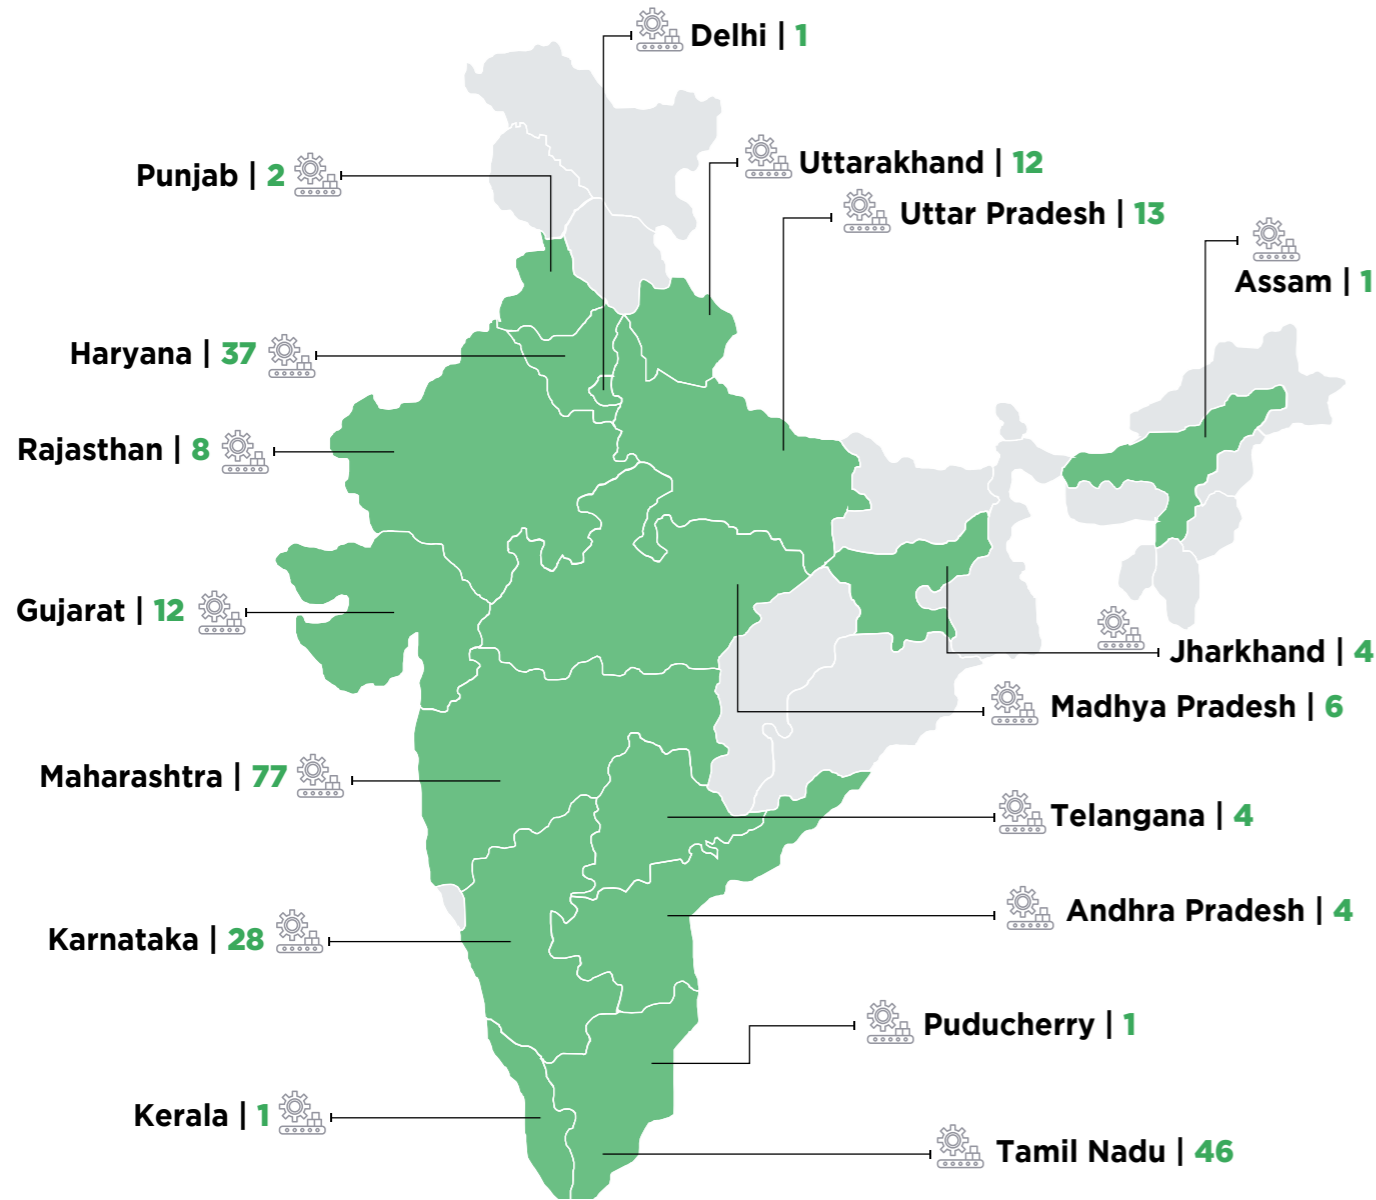 Delhi | 1
Uttarakhand | 12
Punjab | 2
Uttar Pradesh | 13
Assam | 1
Haryana | 37
Rajasthan | 8
Gujarat | 12
Jharkhand | 4
Madhya Pradesh | 6
Maharashtra | 77
Telangana | 4
Andhra Pradesh | 4
Karnataka | 28
Puducherry | 1
Kerala | 1
Tamil Nadu | 46